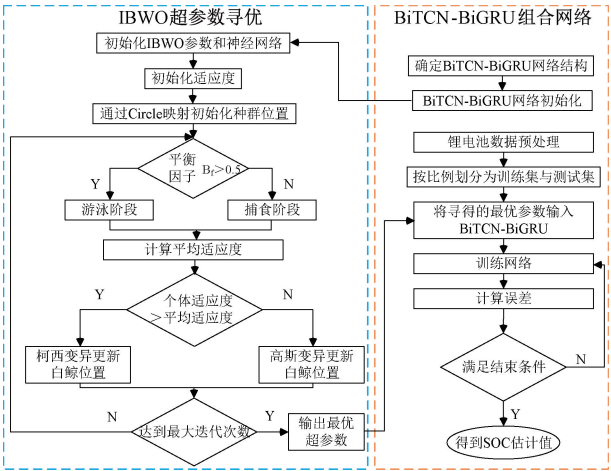 IBWO超参数寻优
初始化IBWO参数和神经网络
初始化适应度
通过Circle映射初始化种群位置
平衡
因子 Bf＞0.5
Y
N
游泳阶段
捕食阶段
计算平均适应度
个体适应度
＞平均适应度
Y
N
柯西变异更新
白鲸位置
高斯变异更新
白鲸位置
达到最大迭代次数
N
Y
输出最优
超参数
BiTCN-BiGRU组合网络
确定BiTCN-BiGRU网络结构
BiTCN-BiGRU网络初始化
锂电池数据预处理
按比例划分为训练集与测试集
将寻得的最优参数输入
BiTCN-BiGRU
训练网络
计算误差
满足结束条件
N
Y
得到SOC估计值